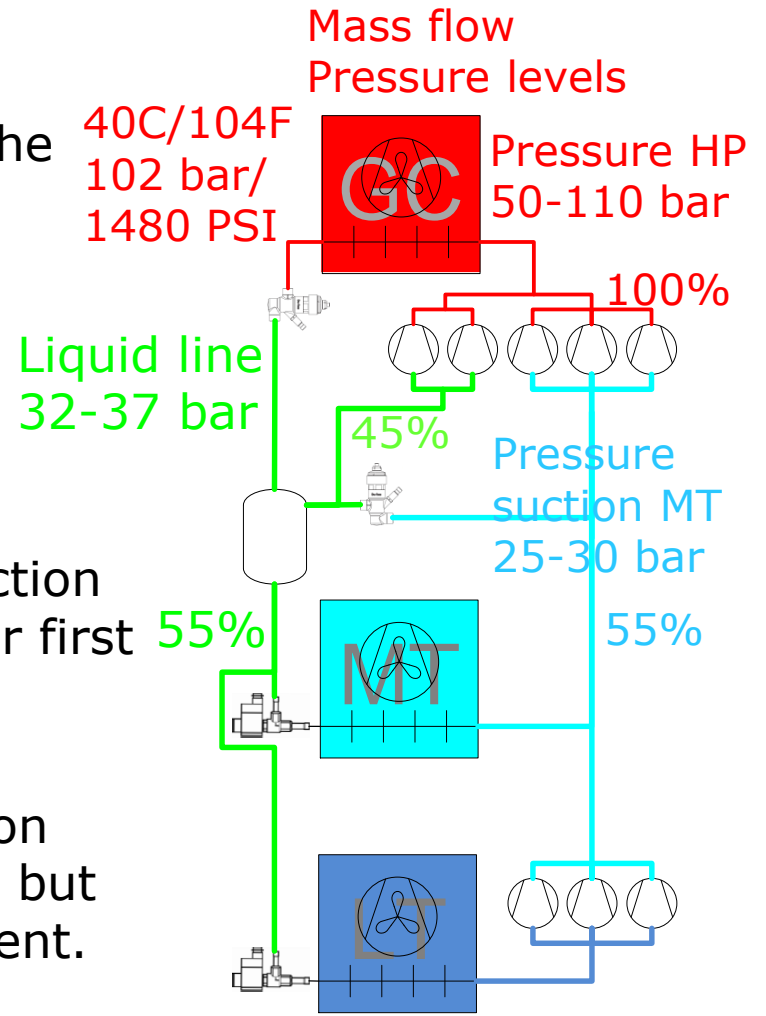 Mass flow
Pressure levels
he
40C/104F
102 bar/
1480 PSI
GC
Pressure HP
50-110 bar
100%
Liquid line
32-37 bar
45%
Pressure
suction MT
25-30 bar
ction
r first
55%
MT
55%
on
but
ent.
LT